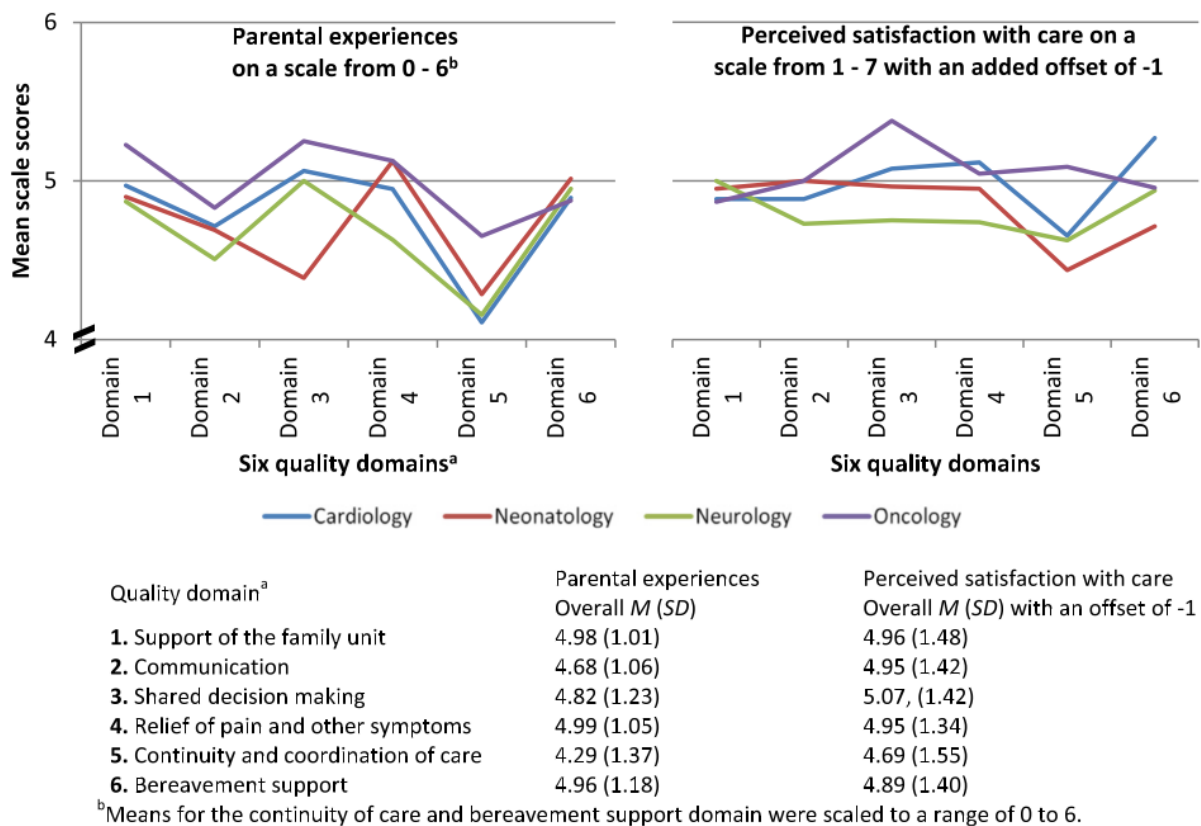 Parental experiences
on a scale from 0 - 6b
Perceived satisfaction with care on a
scale from 1 - 7 with an added offset of -1
Mean scale scores
6
5
4
Domain 1
Domain 2
Domain 3
Domain 4
Domain 5
Domain 6
Domain 1
Domain 2
Domain 3
Domain 4
Domain 5
Domain 6
Six quality domainsa
Six quality domains
Cardiology Neonatology Neurology Oncology
Quality domaina
Parental experiences
Overall M (SD)
Perceived satisfaction with care
Overall M (SD) with an offset of -1
1. Support of the family unit 4.98 (1.01) 4.96 (1.48)
2. Communication 4.68 (1.06) 4.95 (1.42)
3. Shared decision making 4.82 (1.23) 5.07, (1.42)
4. Relief of pain and other symptoms 4.99 (1.05) 4.95 (1.34)
5. Continuity and coordination of care 4.29 (1.37) 4.69 (1.55)
6. Bereavement support 4.96 (1.18) 4.89 (1.40)
bMeans for the continuity of care and bereavement support domain were scaled to a range of 0 to 6.